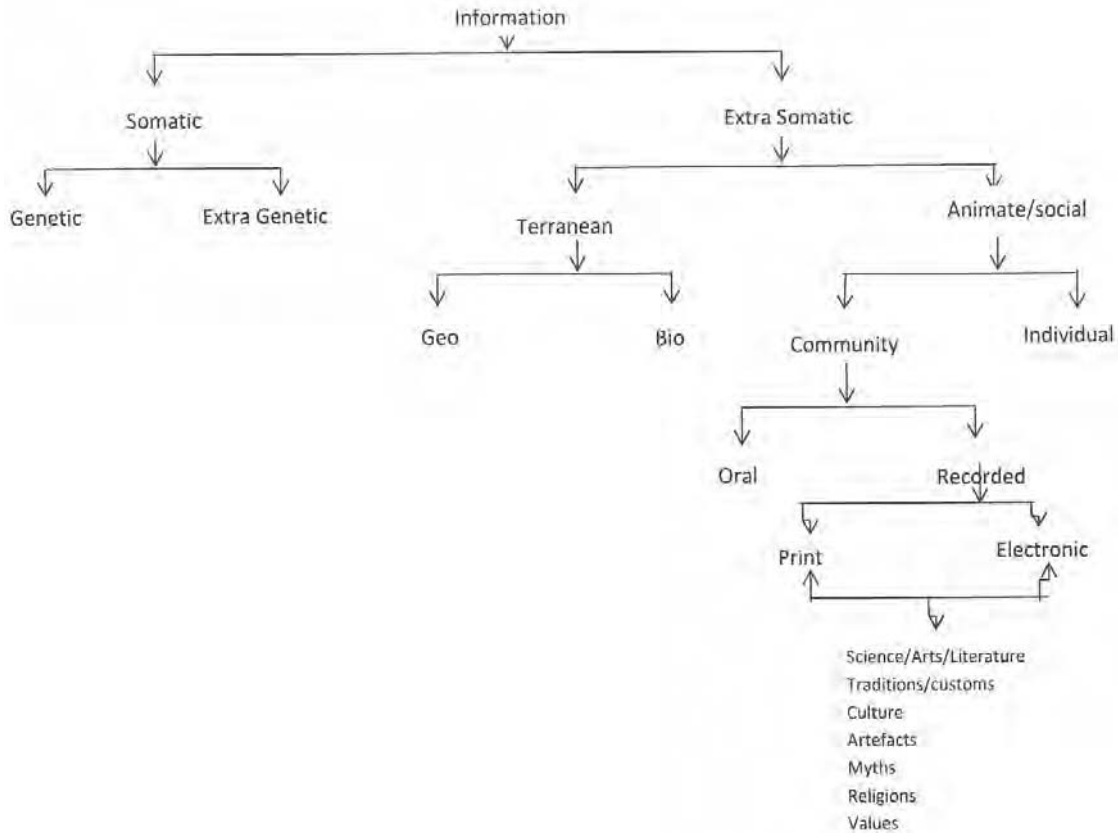 Information
Somatic
Extra Somatic
Genetic
Extra Genetic
Terranean
Animate/social
Geo
Bio
Community
Individual
Oral
Recorded
Print
Electronic
Science/Arts/Literature
Traditions/customs
Culture
Artefacts
Myths
Religions
Values